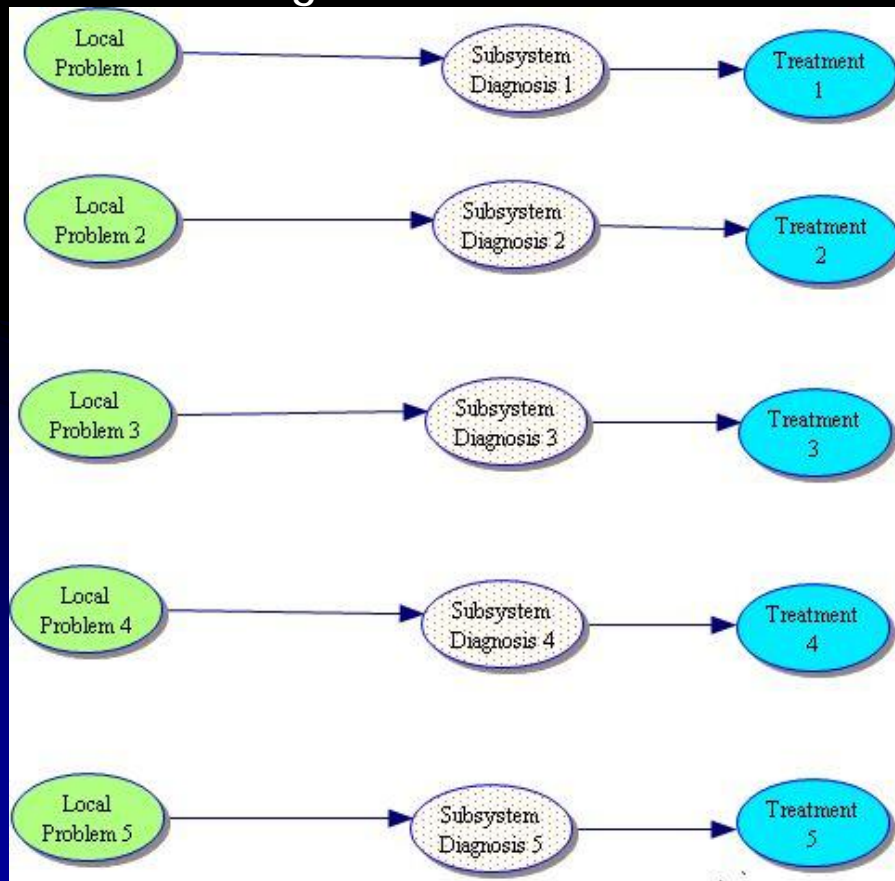 Local
Problem 1
Subsystem
Diagnosis 1
Treatment
1
Local
Problem 2
Subsystem
Diagnosis 2
Treatment
2
Local
Problem 3
Subsystem
Diagnosis 3
Treatment
3
Local
Problem 4
Subsystem
Diagnosis 4
Treatment
4
Local
Problem 5
Subsystem
Diagnosis 5
Treatment
5